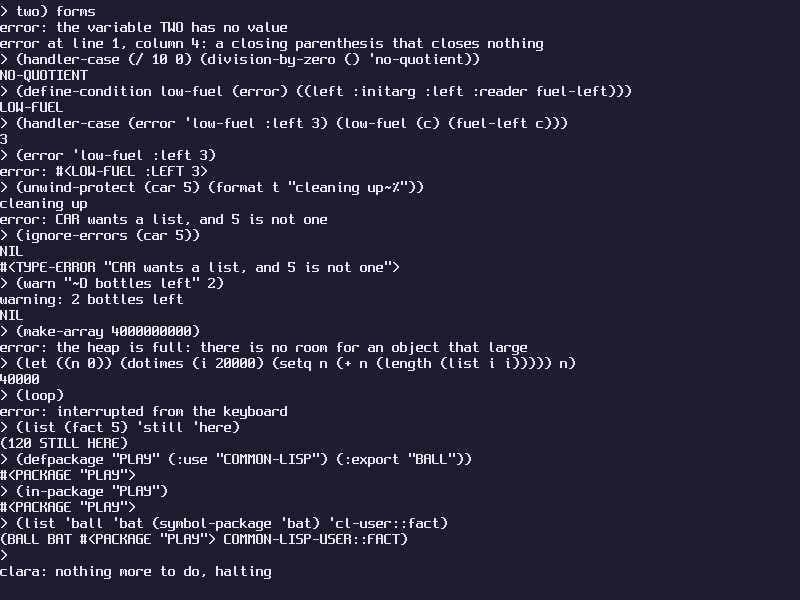 > two) forms
error: the variable TWO has no value
error at line 1, column 4: a closing parenthesis that closes nothing
> (handler-case (/ 10 0) (division-by-zero () 'no-quotient))
NO-QUOTIENT
> (define-condition low-fuel (error) ((left :initarg :left :reader fuel-left)))
LOW-FUEL
> (handler-case (error 'low-fuel :left 3) (low-fuel (c) (fuel-left c)))
3
> (error 'low-fuel :left 3)
error: #<LOW-FUEL :LEFT 3>
> (unwind-protect (car 5) (format t "cleaning up~%"))
cleaning up
error: CAR wants a list, and 5 is not one
> (ignore-errors (car 5))
NIL
#<TYPE-ERROR "CAR wants a list, and 5 is not one">
> (warn "~D bottles left" 2)
warning: 2 bottles left
NIL
> (make-array 4000000000)
error: the heap is full: there is no room for an object that large
> (let ((n 0)) (dotimes (i 20000) (setq n (+ n (length (list i i))))) n)
40000
> (loop)
error: interrupted from the keyboard
> (list (fact 5) 'still 'here)
(120 STILL HERE)
> (defpackage "PLAY" (:use "COMMON-LISP") (:export "BALL"))
#<PACKAGE "PLAY">
> (in-package "PLAY")
#<PACKAGE "PLAY">
> (list 'ball 'bat (symbol-package 'bat) 'cl-user::fact)
(BALL BAT #<PACKAGE "PLAY"> COMMON-LISP-USER::FACT)
>
clara: nothing more to do, halting